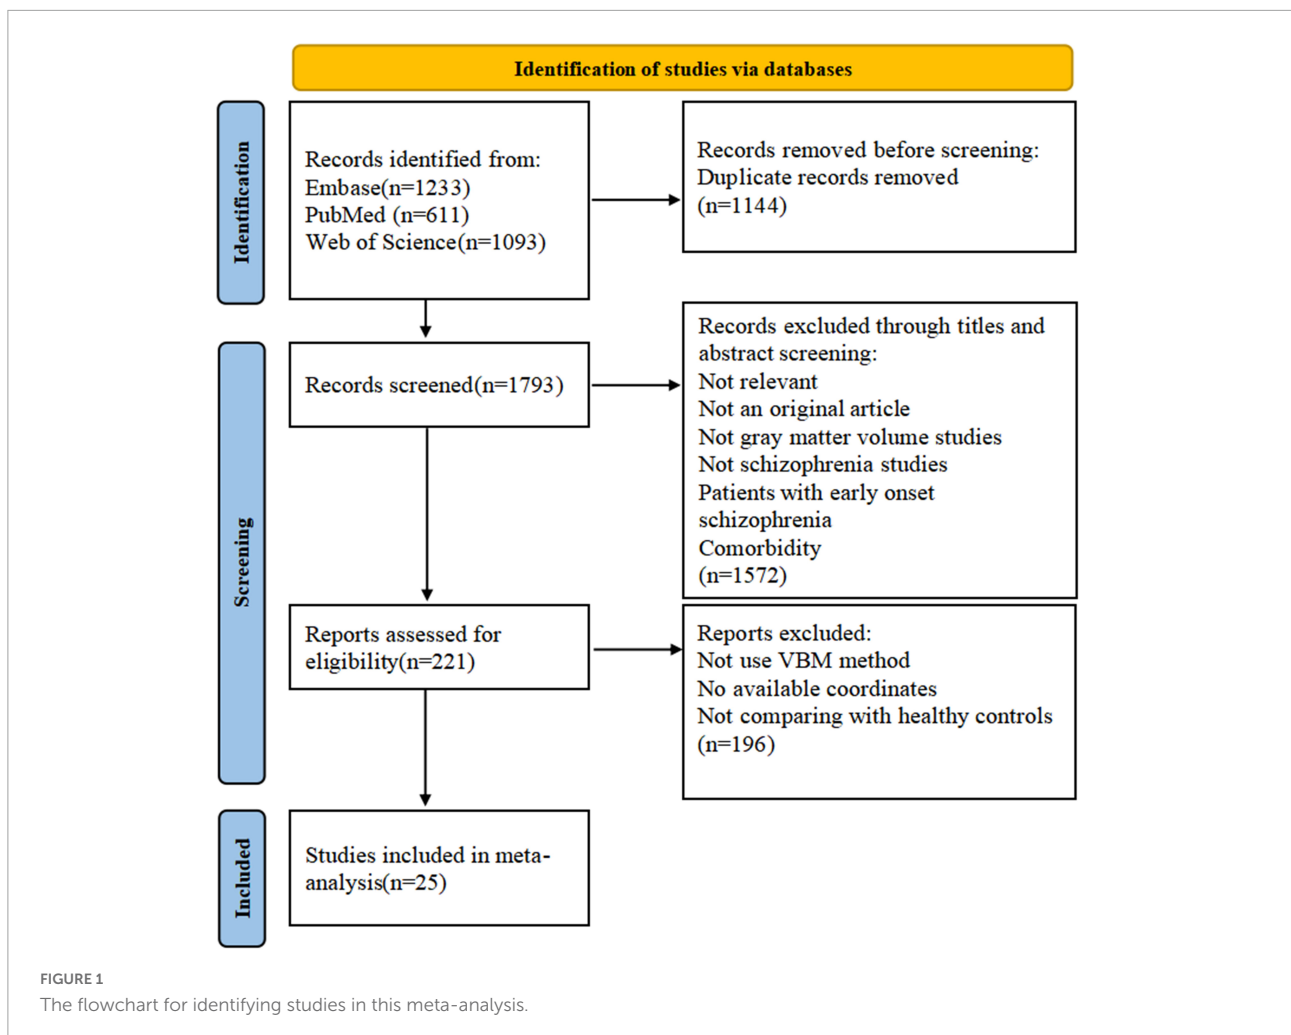 Identification of studies via databases
Identification
Records identified from:
Embase(n=1233)
PubMed (n=611)
Web of Science(n=1093)
Records removed before screening:
Duplicate records removed
(n=1144)
Screening
Records screened(n=1793)
Records excluded through titles and
abstract screening:
Not relevant
Not an original article
Not gray matter volume studies
Not schizophrenia studies
Patients with early onset
schizophrenia
Comorbidity
(n=1572)
Reports assessed for
eligibility(n=221)
Reports excluded:
Not use VBM method
No available coordinates
Not comparing with healthy controls
(n=196)
Included
Studies included in meta-
analysis(n=25)
FIGURE 1
The flowchart for identifying studies in this meta-analysis.